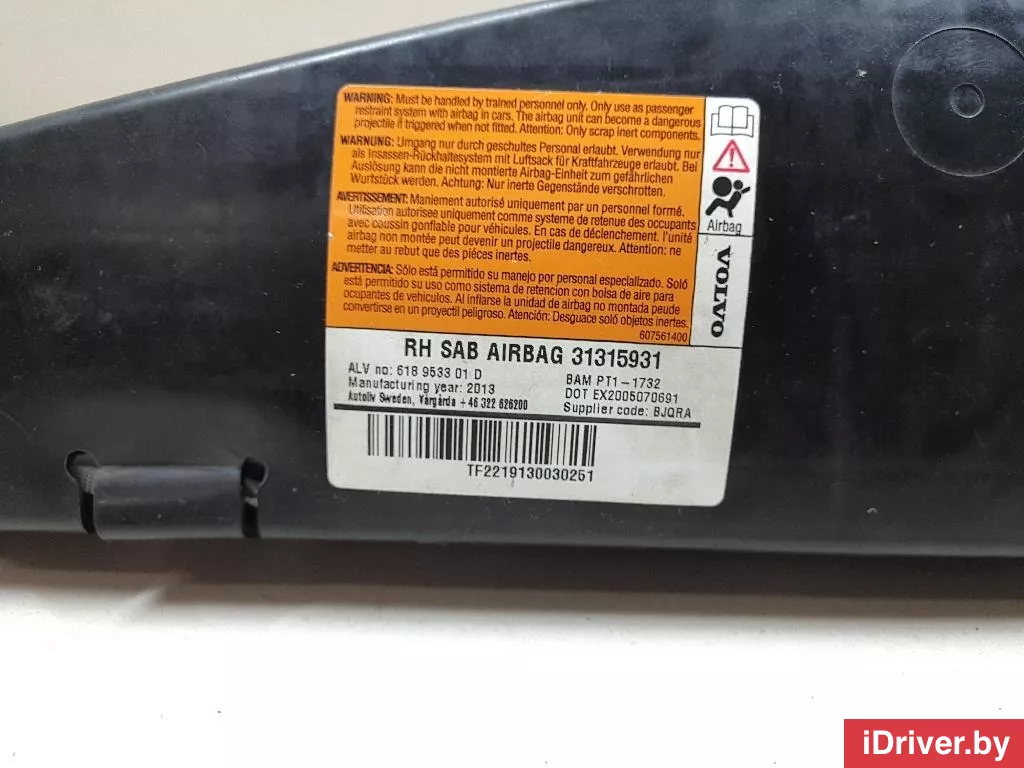 WARNING: Must be handled by trained personnel only. Only use as passenger
restraint system with airbag in cars. The airbag unit can become a dangerous
projectile if triggered when not fitted. Attention: Only scrap inert components.
WARNUNG: Umgang nur durch geschultes Personal erlaubt. Verwendung nur
als Insassen-Rückhaltesystem mit Luftsack für Kraftfahrzeuge erlaubt. Bei
Auslösung kann die nicht montierte Airbag-Einheit zum gefährlichen
Wurfstück werden. Achtung: Nur inerte Gegenstände verschrotten.
AVERTISSEMENT: Maniement autorisé uniquement par un personnel formé.
Utilisation autorisee uniquement comme systeme de retenue des occupants
avec coussin gonflable pour véhicules. En cas de déclenchement. l'unité
airbag non montée peut devenir un projectile dangereux. Attention: ne
metter au rebut que des piéces inertes.
ADVERTENCIA: Sólo está permitido su manejo por personal especializado. Soló
está permitido su uso como sistema de retención con bolsa de aire para
ocupantes de vehiculos. Al inflarse la unidad de airbag no montada peude
convertirse en un proyectil peligroso. Atención: Desguace soló objetos inertes.
607561400
Airbag
VOLVO
RH SAB AIRBAG 31315931
ALV no: 618 9533 01 D
Manufacturing year: 2013
Autoliv Sweden, Vårgårda +46 322 626200
BAM PT1-1732
DOT EX2005070691
Supplier code: BJQRA
TF2219130030251
iDriver.by